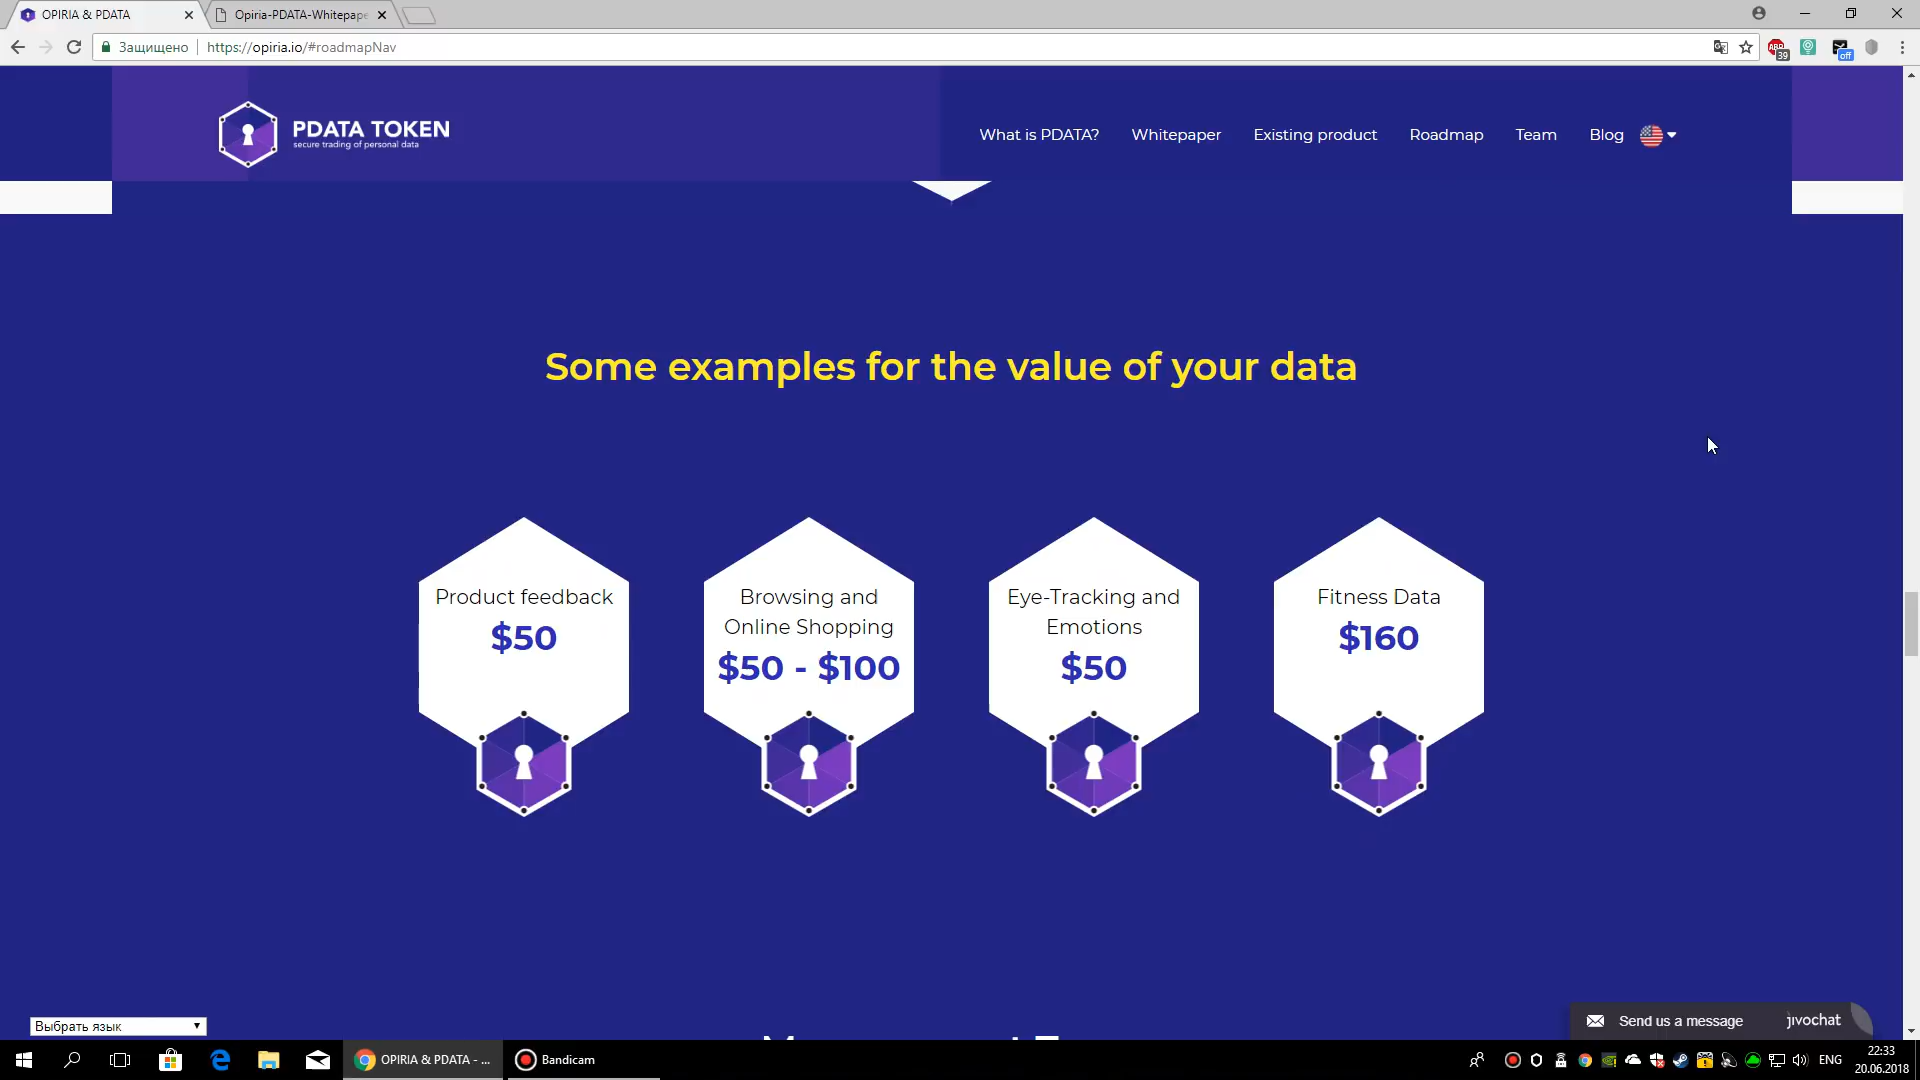 OPIRIA & PDATA
Opiria-PDATA-Whitepape
Защищено
https://opiria.io/#roadmapNav
ABP
39
off
PDATA TOKEN
secure trading of personal data
What is PDATA?
Whitepaper
Existing product
Roadmap
Team
Blog
Some examples for the value of your data
Product feedback
$50
Browsing and
Online Shopping
$50 - $100
Eye-Tracking and
Emotions
$50
Fitness Data
$160
Выбрать язык
Send us a message
jivochat
OPIRIA & PDATA - ...
Bandicam
ENG
22:33
20.06.2018